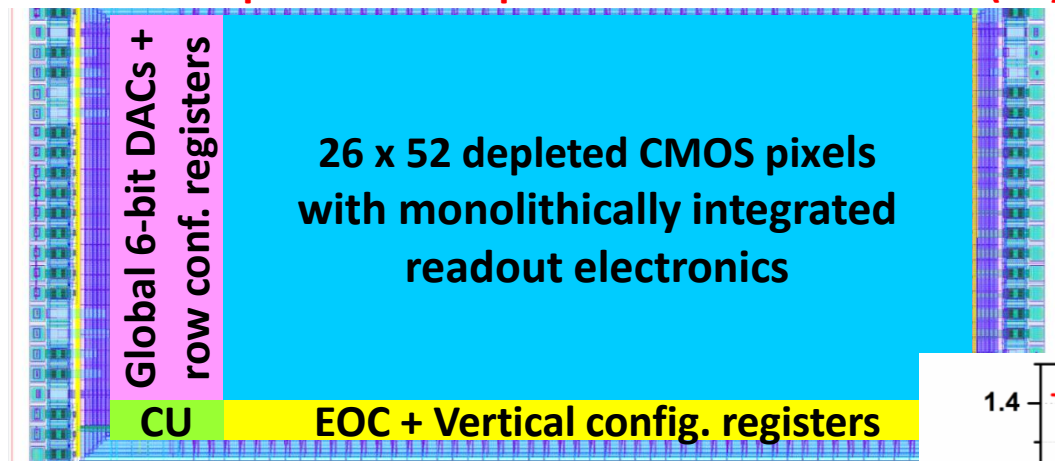 Global 6-bit DACs +
row conf. registers
26 x 52 depleted CMOS pixels
with monolithically integrated
readout electronics
CU
EOC + Vertical config. registers
1.4